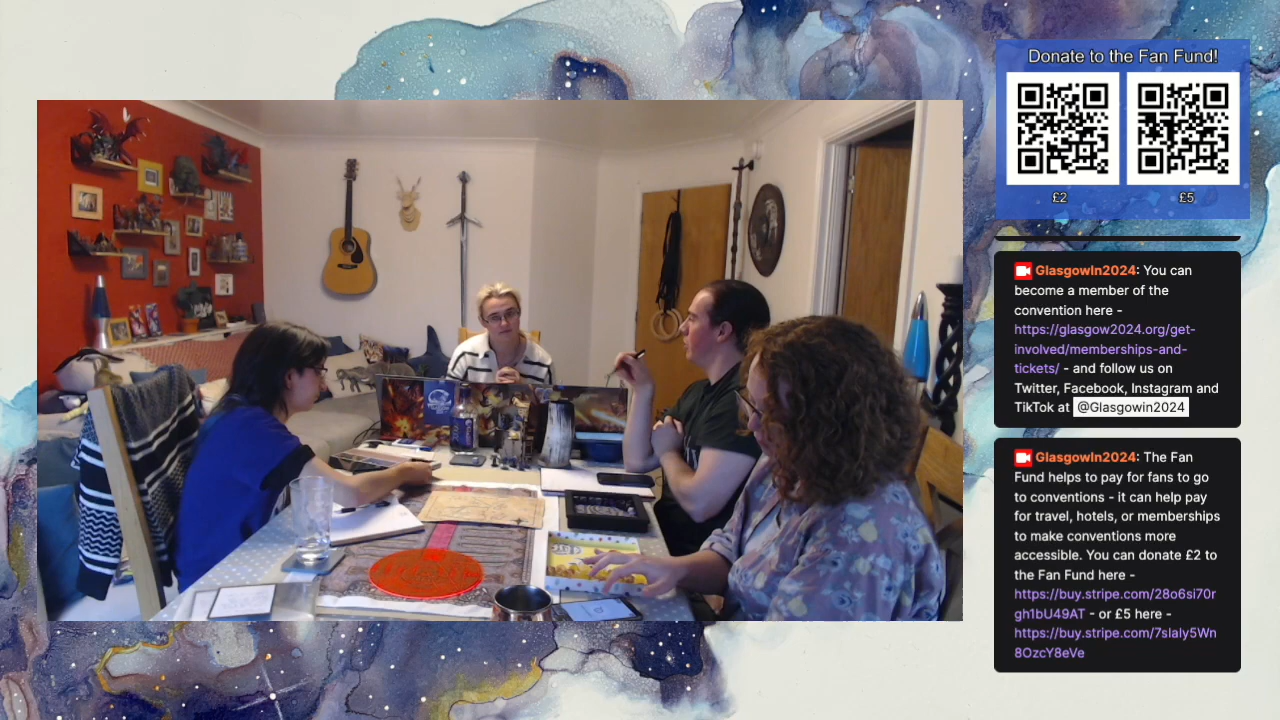 Donate to the Fan Fund!
£2
£5
GlasgowIn2024: You can
become a member of the
convention here -
https://glasgow2024.org/get-
involved/memberships-and-
tickets/ - and follow us on
Twitter, Facebook, Instagram and
TikTok at @Glasgowin2024
GlasgowIn2024: The Fan
Fund helps to pay for fans to go
to conventions - it can help pay
for travel, hotels, or memberships
to make conventions more
accessible. You can donate £2 to
the Fan Fund here -
https://buy.stripe.com/28o6si70r
gh1bU49AT - or £5 here -
https://buy.stripe.com/7sIaIy5Wn
8OzcY8eVe